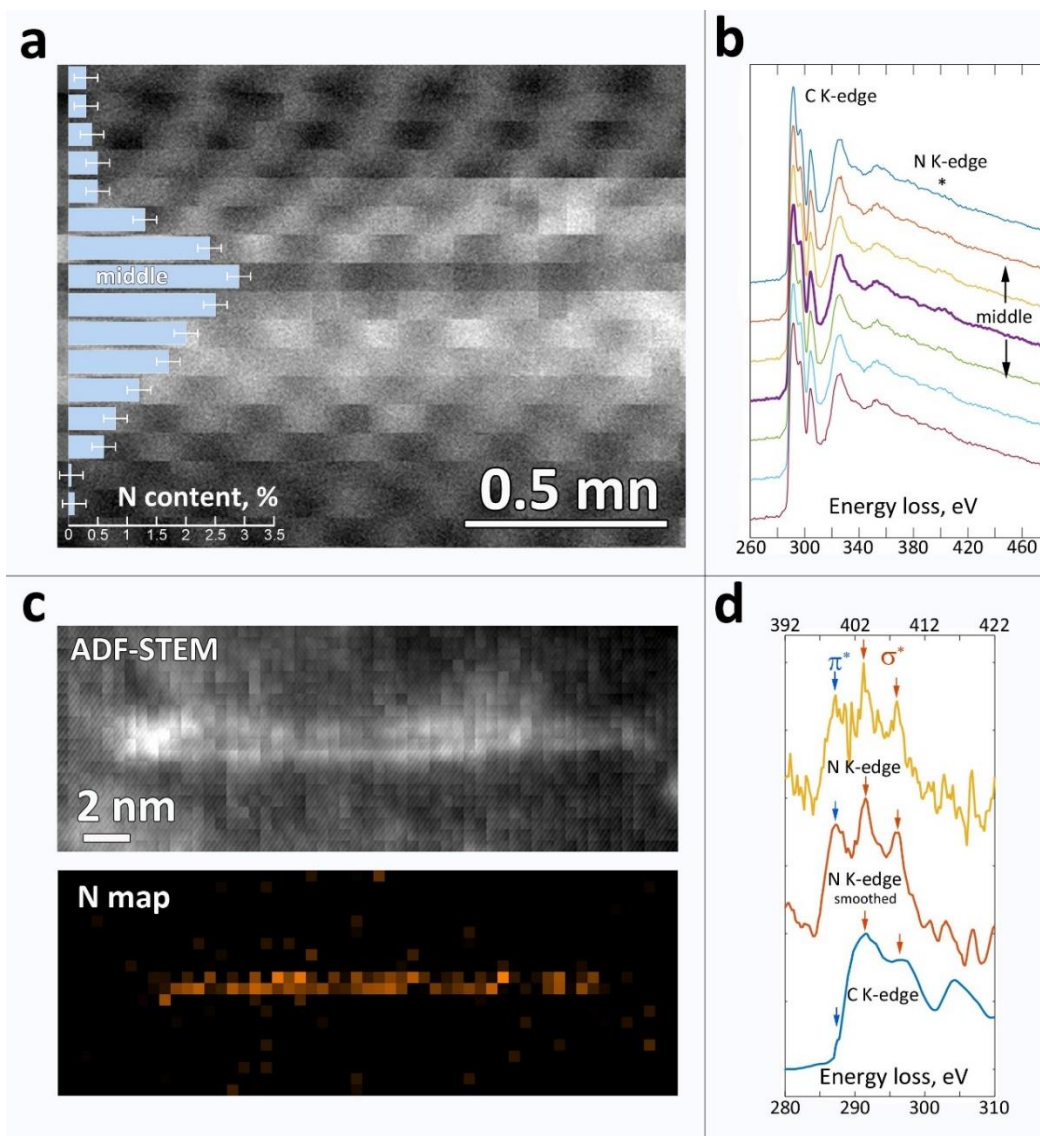 a
middle
N content, %
0 0.5 1 1.5 2 2.5 3 3.5
0.5 mn
b
C K-edge
N K-edge
*
middle
Energy loss, eV
260 300 340 380 420 460
c
ADF-STEM
2 nm
N map
d
392 402 412 422
π* σ*
N K-edge
N K-edge
smoothed
C K-edge
Energy loss, eV
280 290 300 310